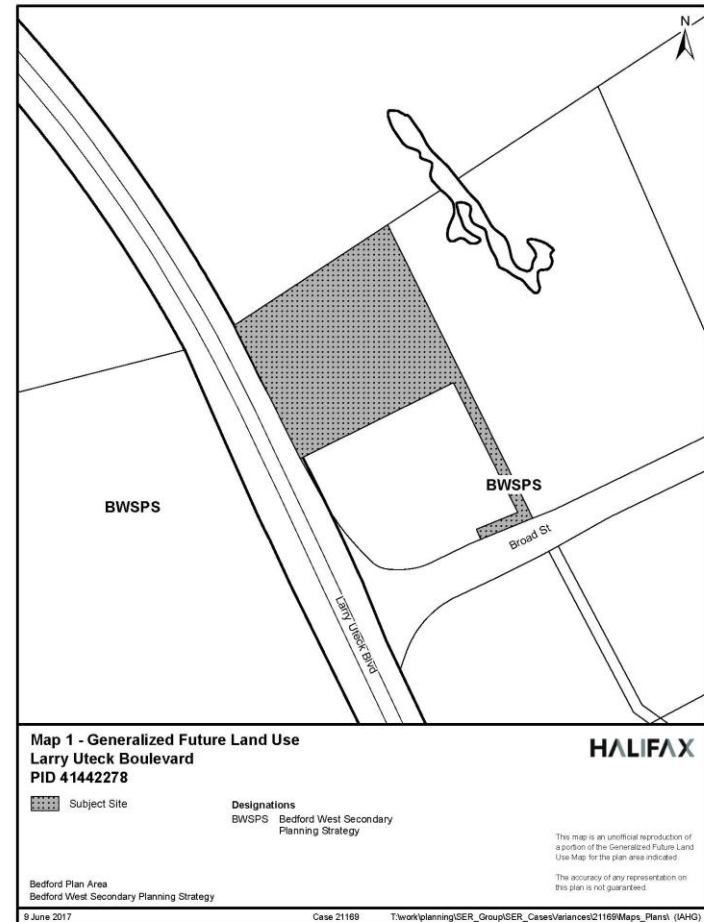 N
BWSPS
BWSPS
Broad St
Larry Uteck Blvd
Map 1 - Generalized Future Land Use
Larry Uteck Boulevard
PID 41442278
HALIFAX
Subject Site
Designations
BWSPS Bedford West Secondary
Planning Strategy
This map is an unofficial reproduction of
a portion of the Generalized Future Land
Use Map for the plan area indicated.
The accuracy of any representation on
this plan is not guaranteed.
Bedford Plan Area
Bedford West Secondary Planning Strategy
9 June 2017
Case 21169
T:\work\planning\SER_Group\SER_Cases\Variances\21169\Maps_Plans\ (IAHG)